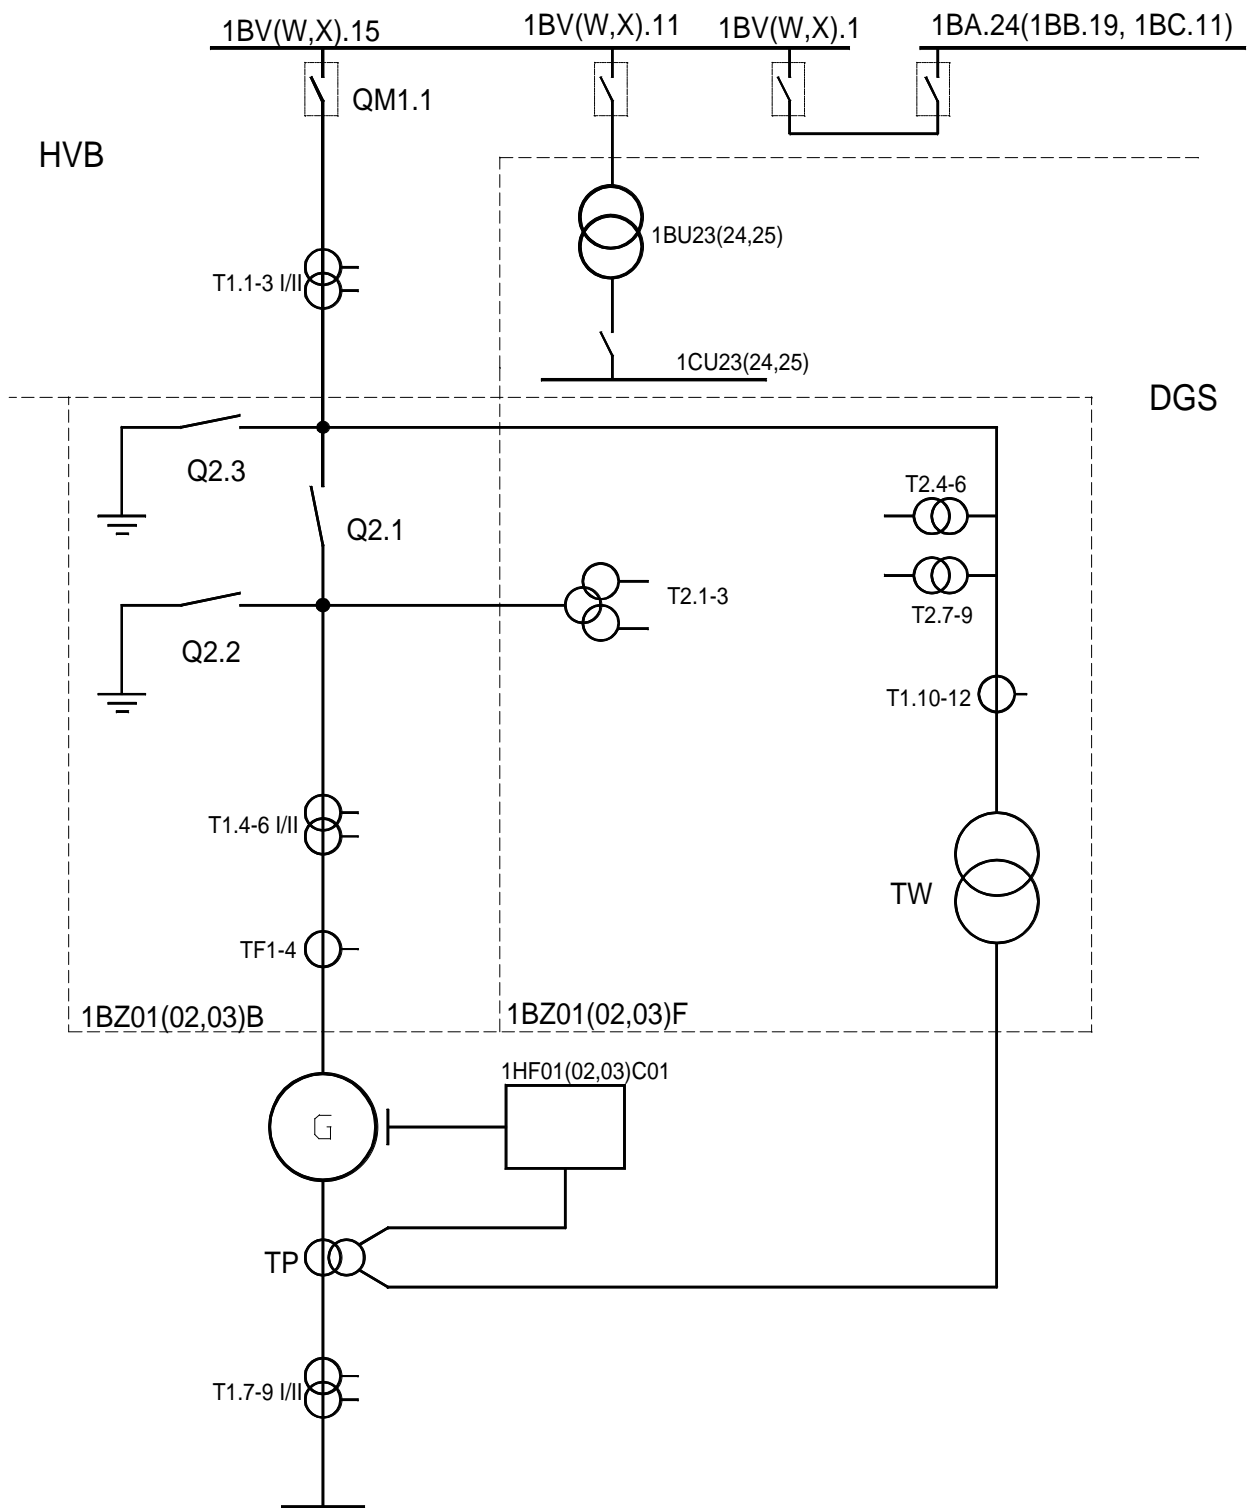 1BV(W,X).15
1BV(W,X).11
1BV(W,X).1
1BA.24(1BB.19, 1BC.11)
QM1.1
HVB
1BU23(24,25)
T1.1-3 I/II
1CU23(24,25)
DGS
Q2.3
T2.4-6
Q2.1
T2.1-3
T2.7-9
Q2.2
T1.10-12
T1.4-6 I/II
TW
TF1-4
1BZ01(02,03)B
1BZ01(02,03)F
1HF01(02,03)C01
G
TP
T1.7-9 I/II